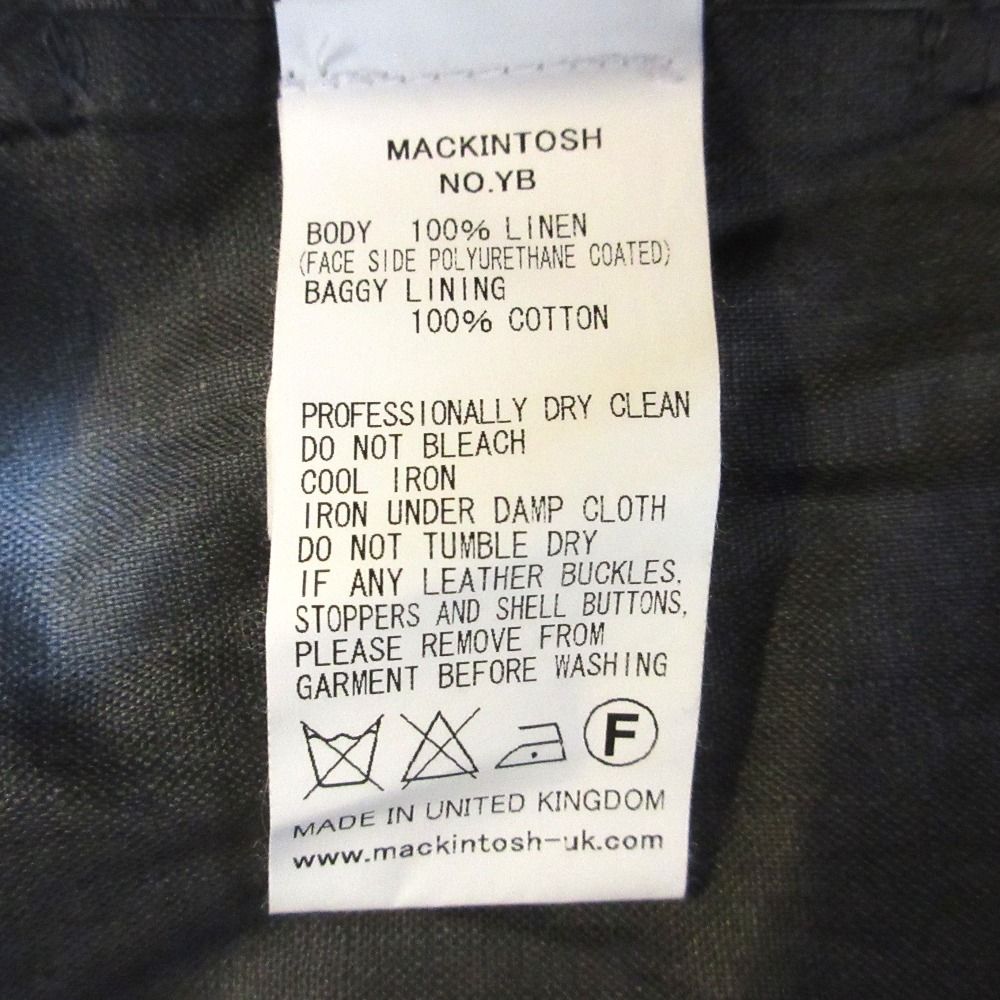 MACKINTOSH
NO.YB
BODY 100% LINEN
(FACE SIDE POLYURETHANE COATED)
BAGGY LINING
100% COTTON
PROFESSIONALLY DRY CLEAN
DO NOT BLEACH
COOL IRON
IRON UNDER DAMP CLOTH
DO NOT TUMBLE DRY
IF ANY LEATHER BUCKLES.
STOPPERS AND SHELL BUTTONS,
PLEASE REMOVE FROM
GARMENT BEFORE WASHING
F
MADE IN UNITED KINGDOM
www.mackintosh-uk.com